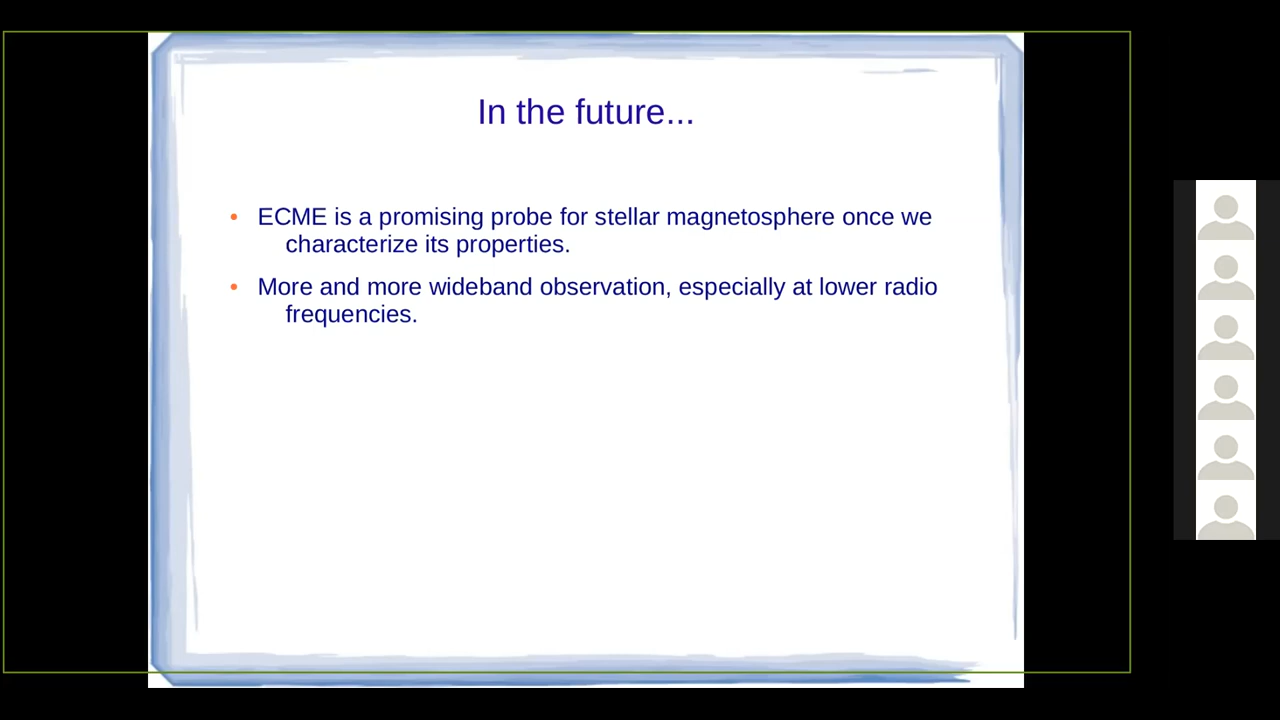 In the future...
• ECME is a promising probe for stellar magnetosphere once we
characterize its properties.
• More and more wideband observation, especially at lower radio
frequencies.